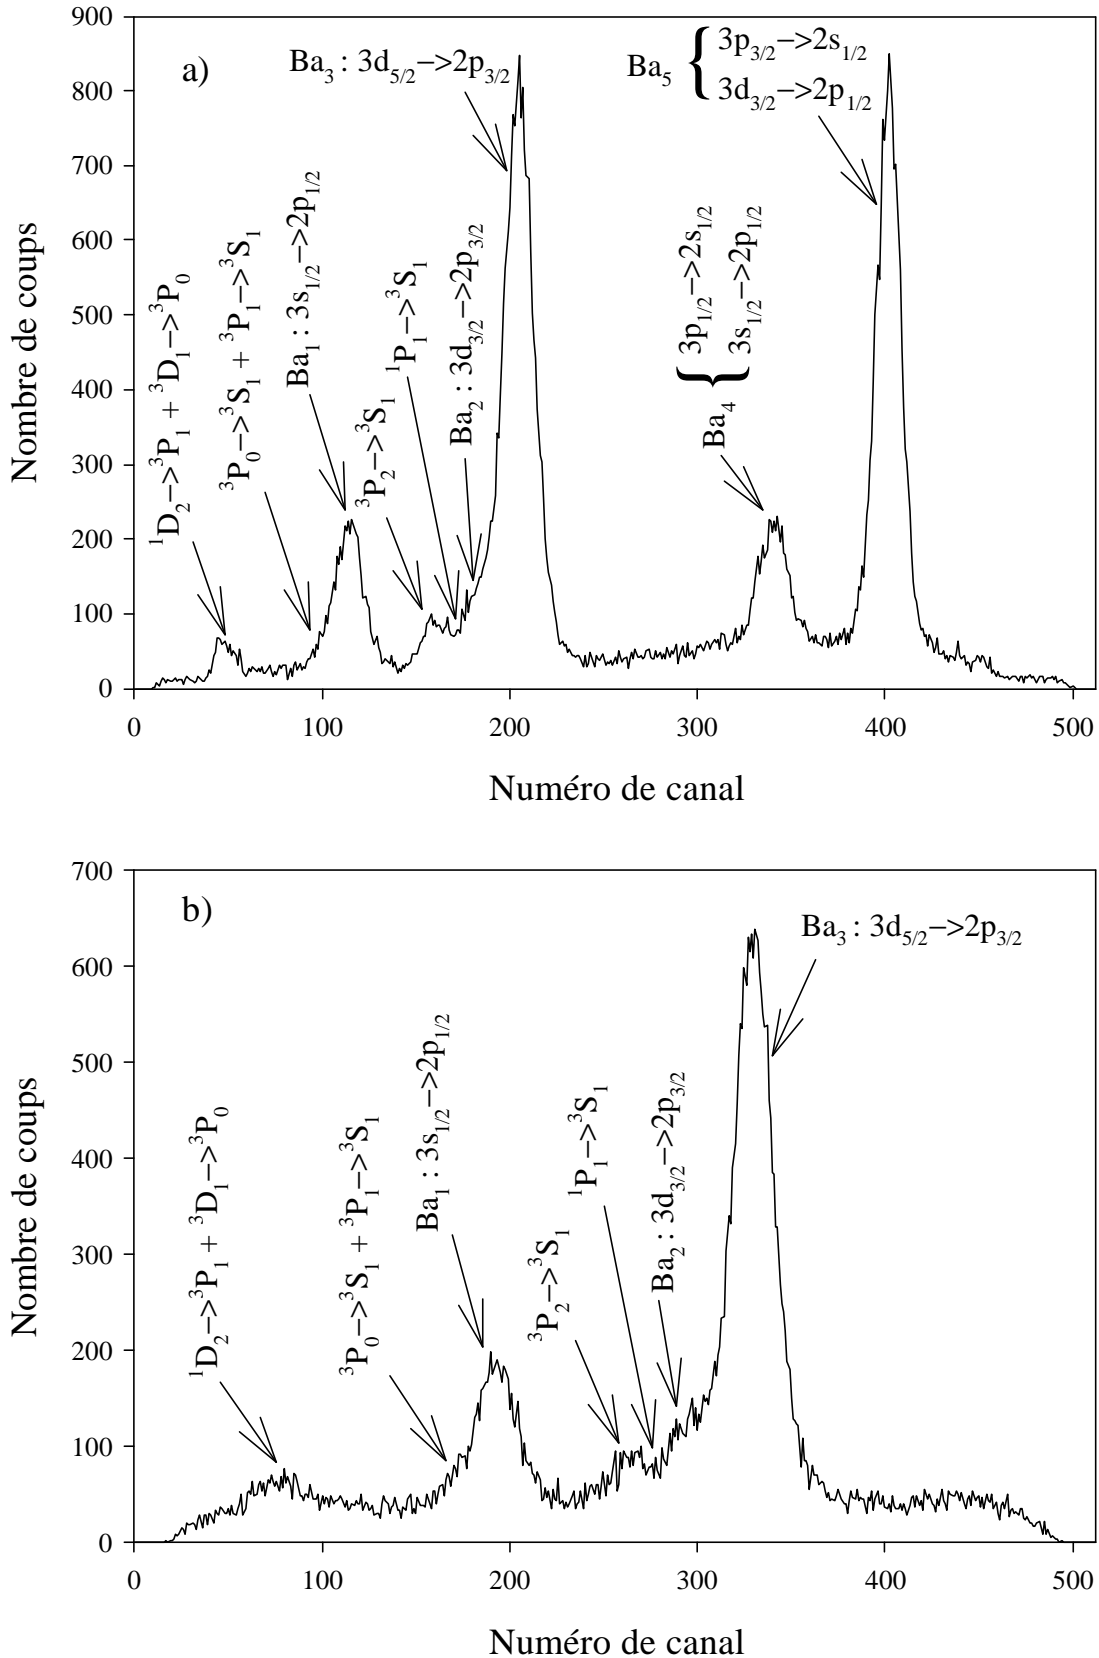 a)
Ba3 : 3d5/2−>2p3/2
Ba5 { 3p3/2−>2s1/2
3d3/2−>2p1/2
1D2−>3P1 + 3D1−>3P0
3P0−>3S1 + 3P1−>3S1
Ba1 : 3s1/2−>2p1/2
3P2−>3S1
1P1−>3S1
Ba2 : 3d3/2−>2p3/2
3p1/2−>2s1/2
3s1/2−>2p1/2
} Ba4
Nombre de coups
900
800
700
600
500
400
300
200
100
0
0 100 200 300 400 500
Numéro de canal
b)
Ba3 : 3d5/2−>2p3/2
1D2−>3P1 + 3D1−>3P0
3P0−>3S1 + 3P1−>3S1
Ba1 : 3s1/2−>2p1/2
3P2−>3S1
1P1−>3S1
Ba2 : 3d3/2−>2p3/2
Nombre de coups
700
600
500
400
300
200
100
0
0 100 200 300 400 500
Numéro de canal